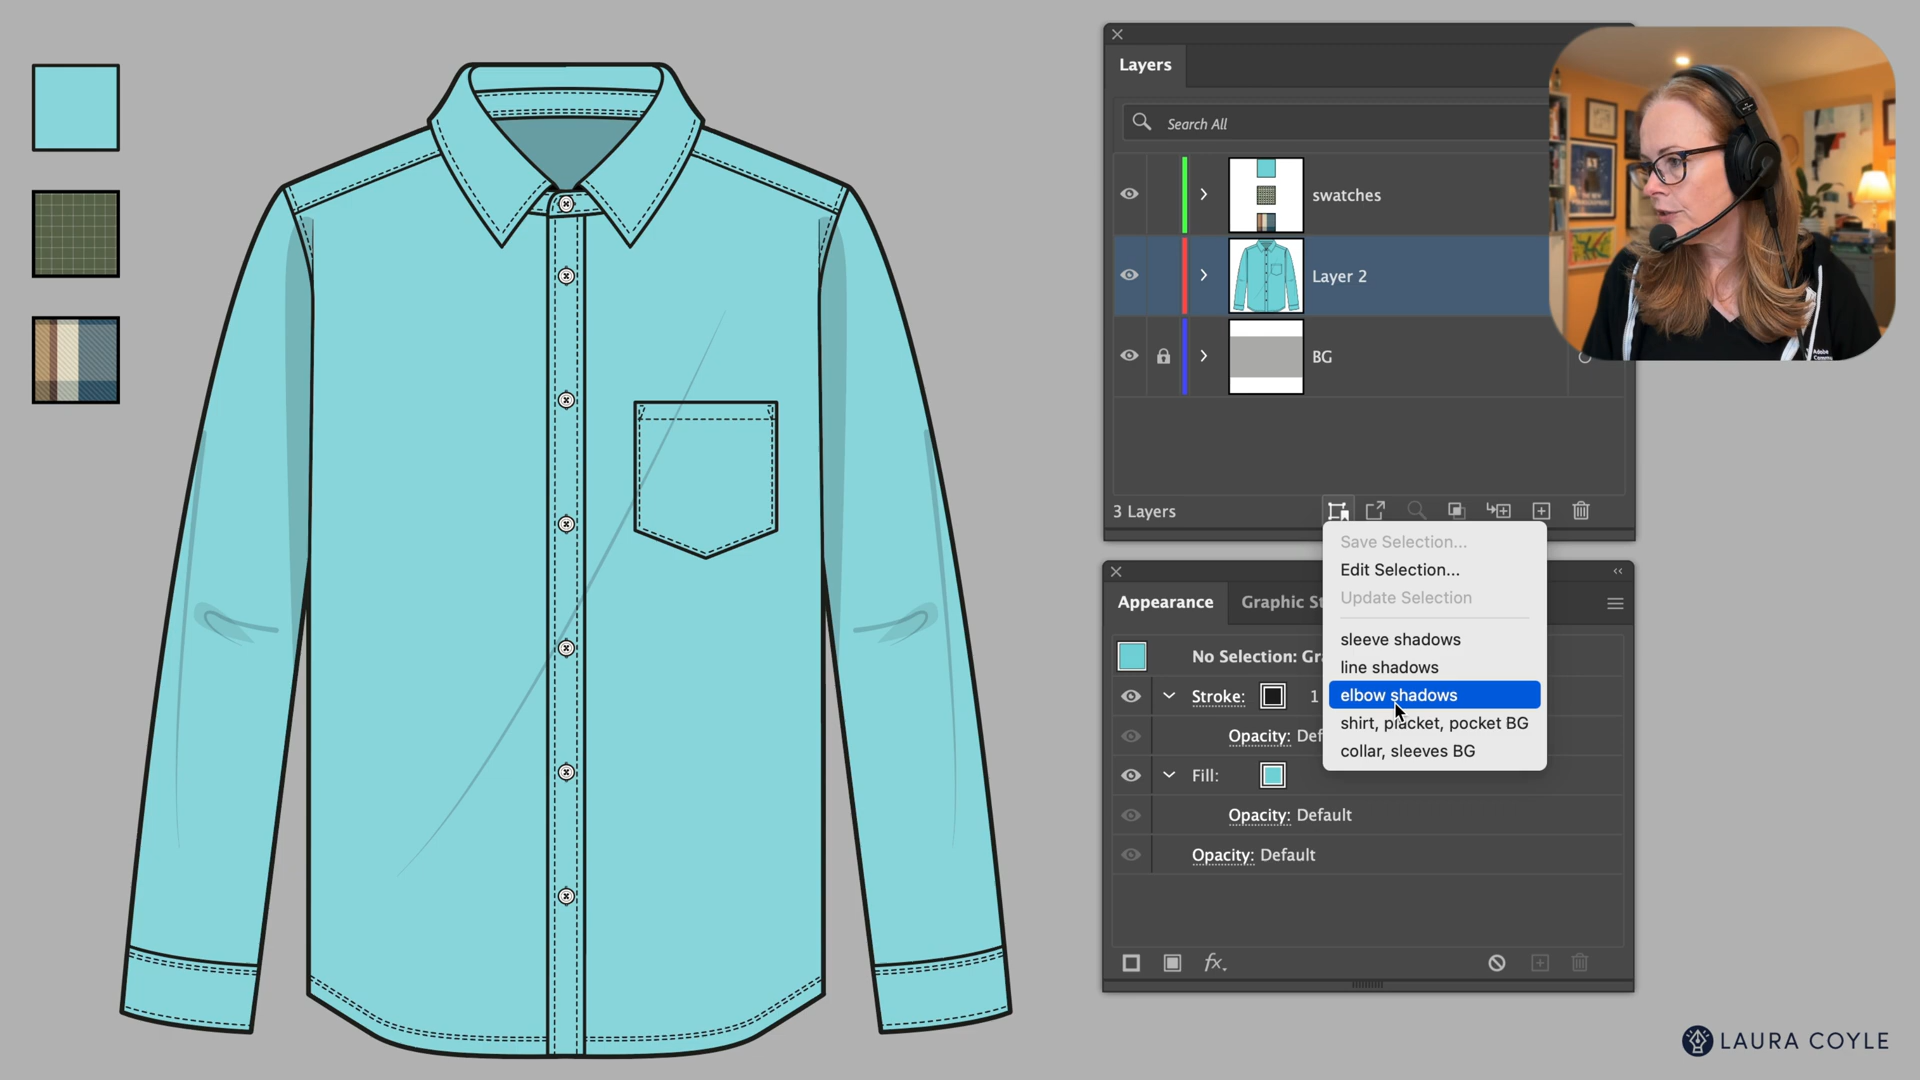 Layers
Search All
swatches
Layer 2
BG
3 Layers
Save Selection...
Edit Selection...
Update Selection
sleeve shadows
line shadows
elbow shadows
shirt, placket, pocket BG
collar, sleeves BG
Appearance
Graphic St
No Selection: Gr
Stroke:
1
Opacity: Def
Fill:
Opacity: Default
Opacity: Default
fx.
LAURA COYLE